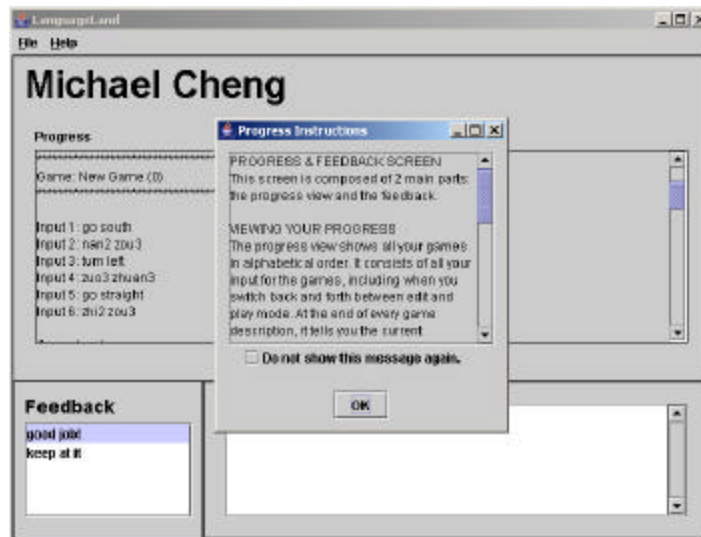 LanguageLand
File Help
Michael Cheng
Progress
Game: New Game (0)
Input 1: go south
Input 2: nan2 zou3
Input 3: turn left
Input 4: zuo3 zhuan3
Input 5: go straight
Input 6: zhi2 zou3
Progress Instructions
PROGRESS & FEEDBACK SCREEN
This screen is composed of 2 main parts:
the progress view and the feedback.
VIEWING YOUR PROGRESS
The progress view shows all your games
in alphabetical order. It consists of all your
input for the games, including when you
switch back and forth between edit and
play mode. At the end of every game
description, it tells you the current
Do not show this message again.
OK
Feedback
good job!
keep at it